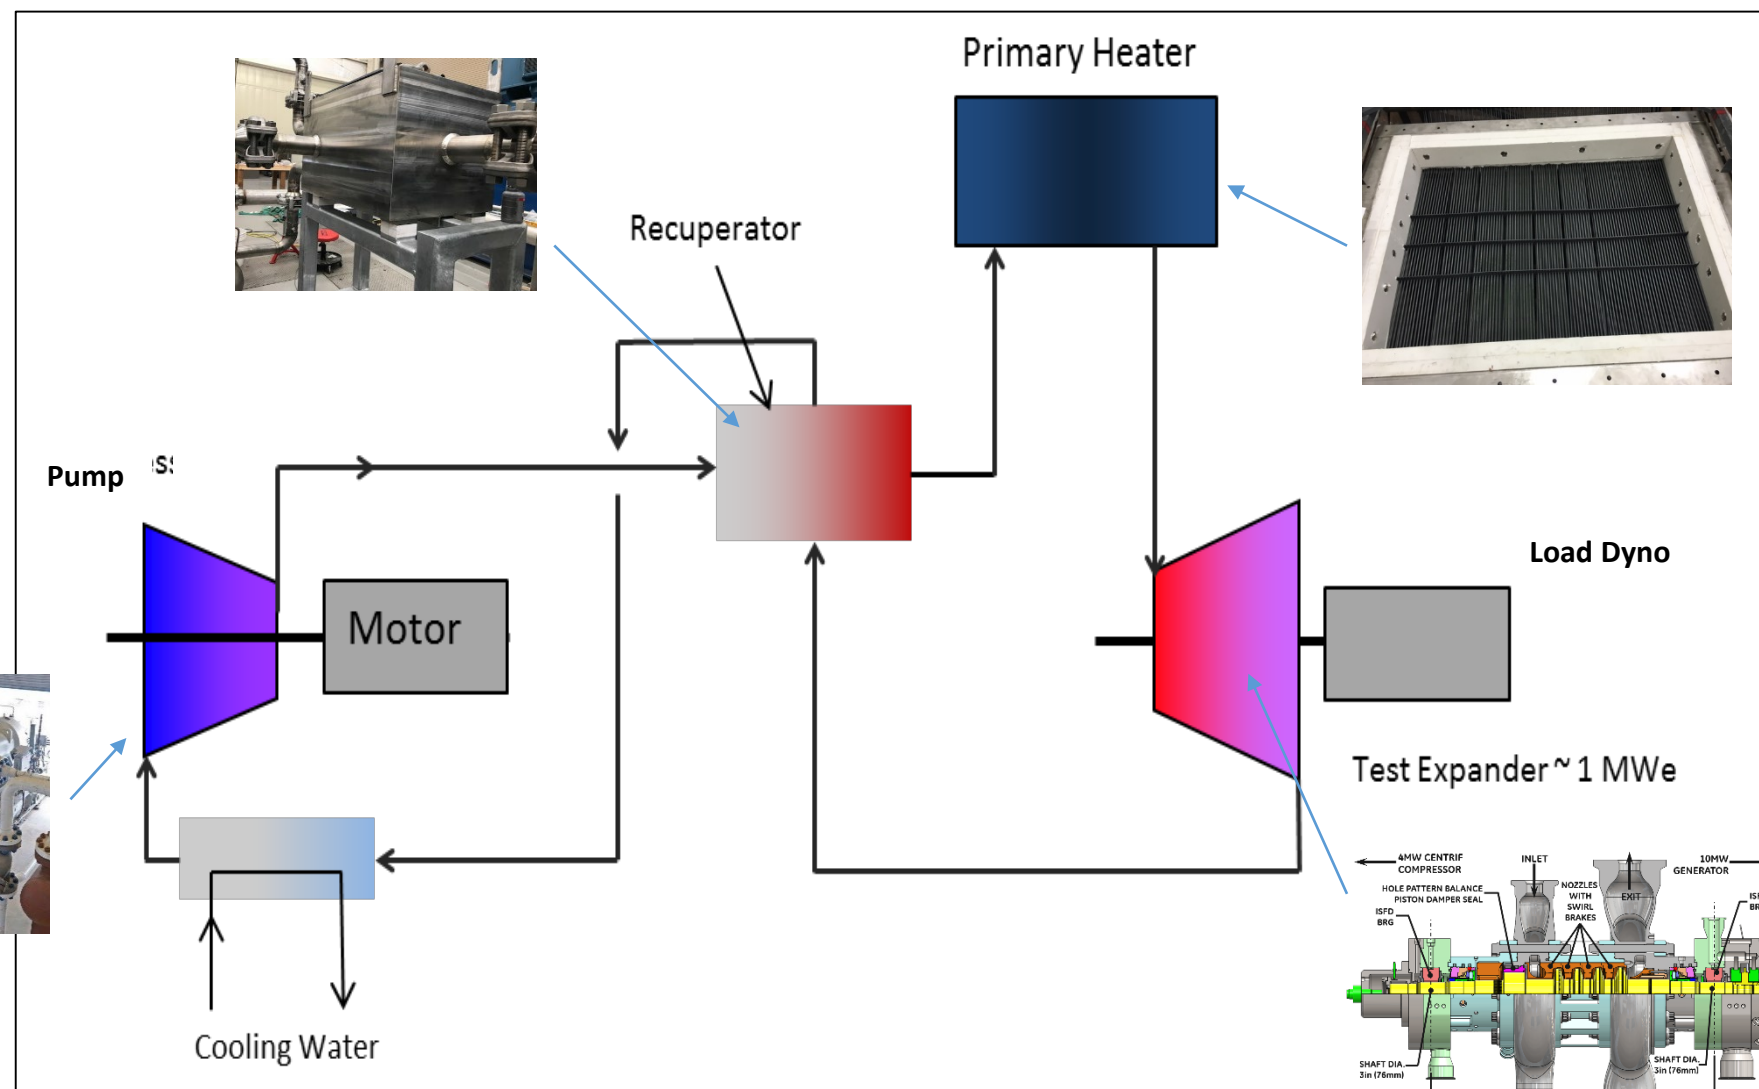 Primary Heater
Recuperator
Pump
Motor
Load Dyno
Test Expander ~ 1 MWe
4MW CENTRIF
COMPRESSOR
INLET
10MW
GENERATOR
HOLE PATTERN BALANCE
PISTON DAMPER SEAL
NOZZLES
WITH
SWIRL
BRAKES
EXIT
ISFD
BRG
SHAFT DIA.
3in (76mm)
SHAFT DIA.
3in (76mm)
Cooling Water